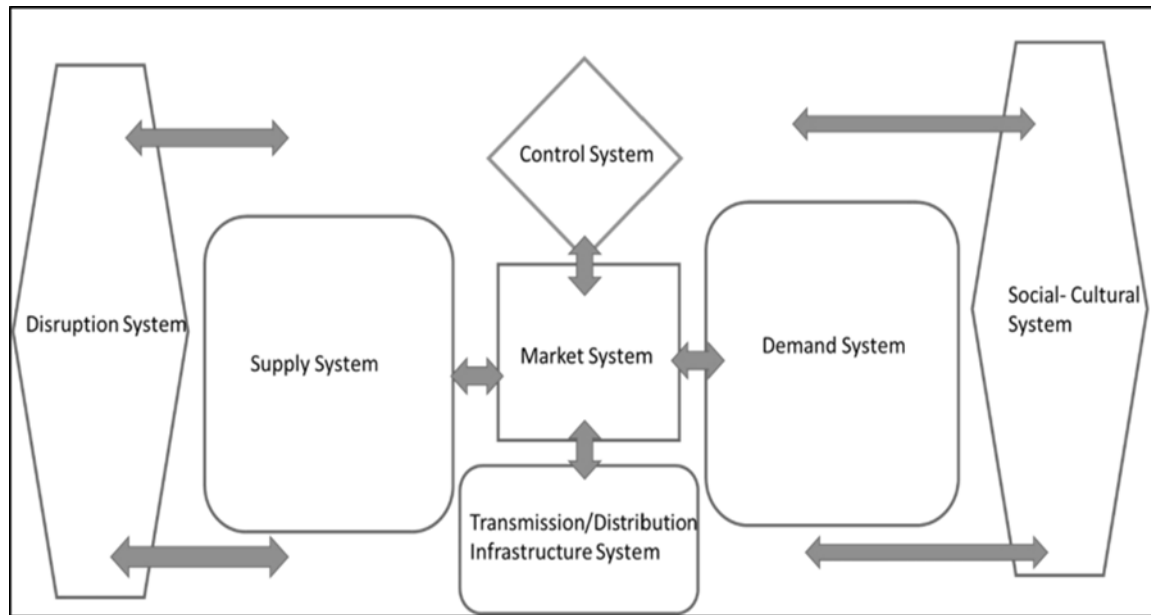 Control System
Disruption System
Supply System
Market System
Demand System
Social- Cultural
System
Transmission/Distribution
Infrastructure System